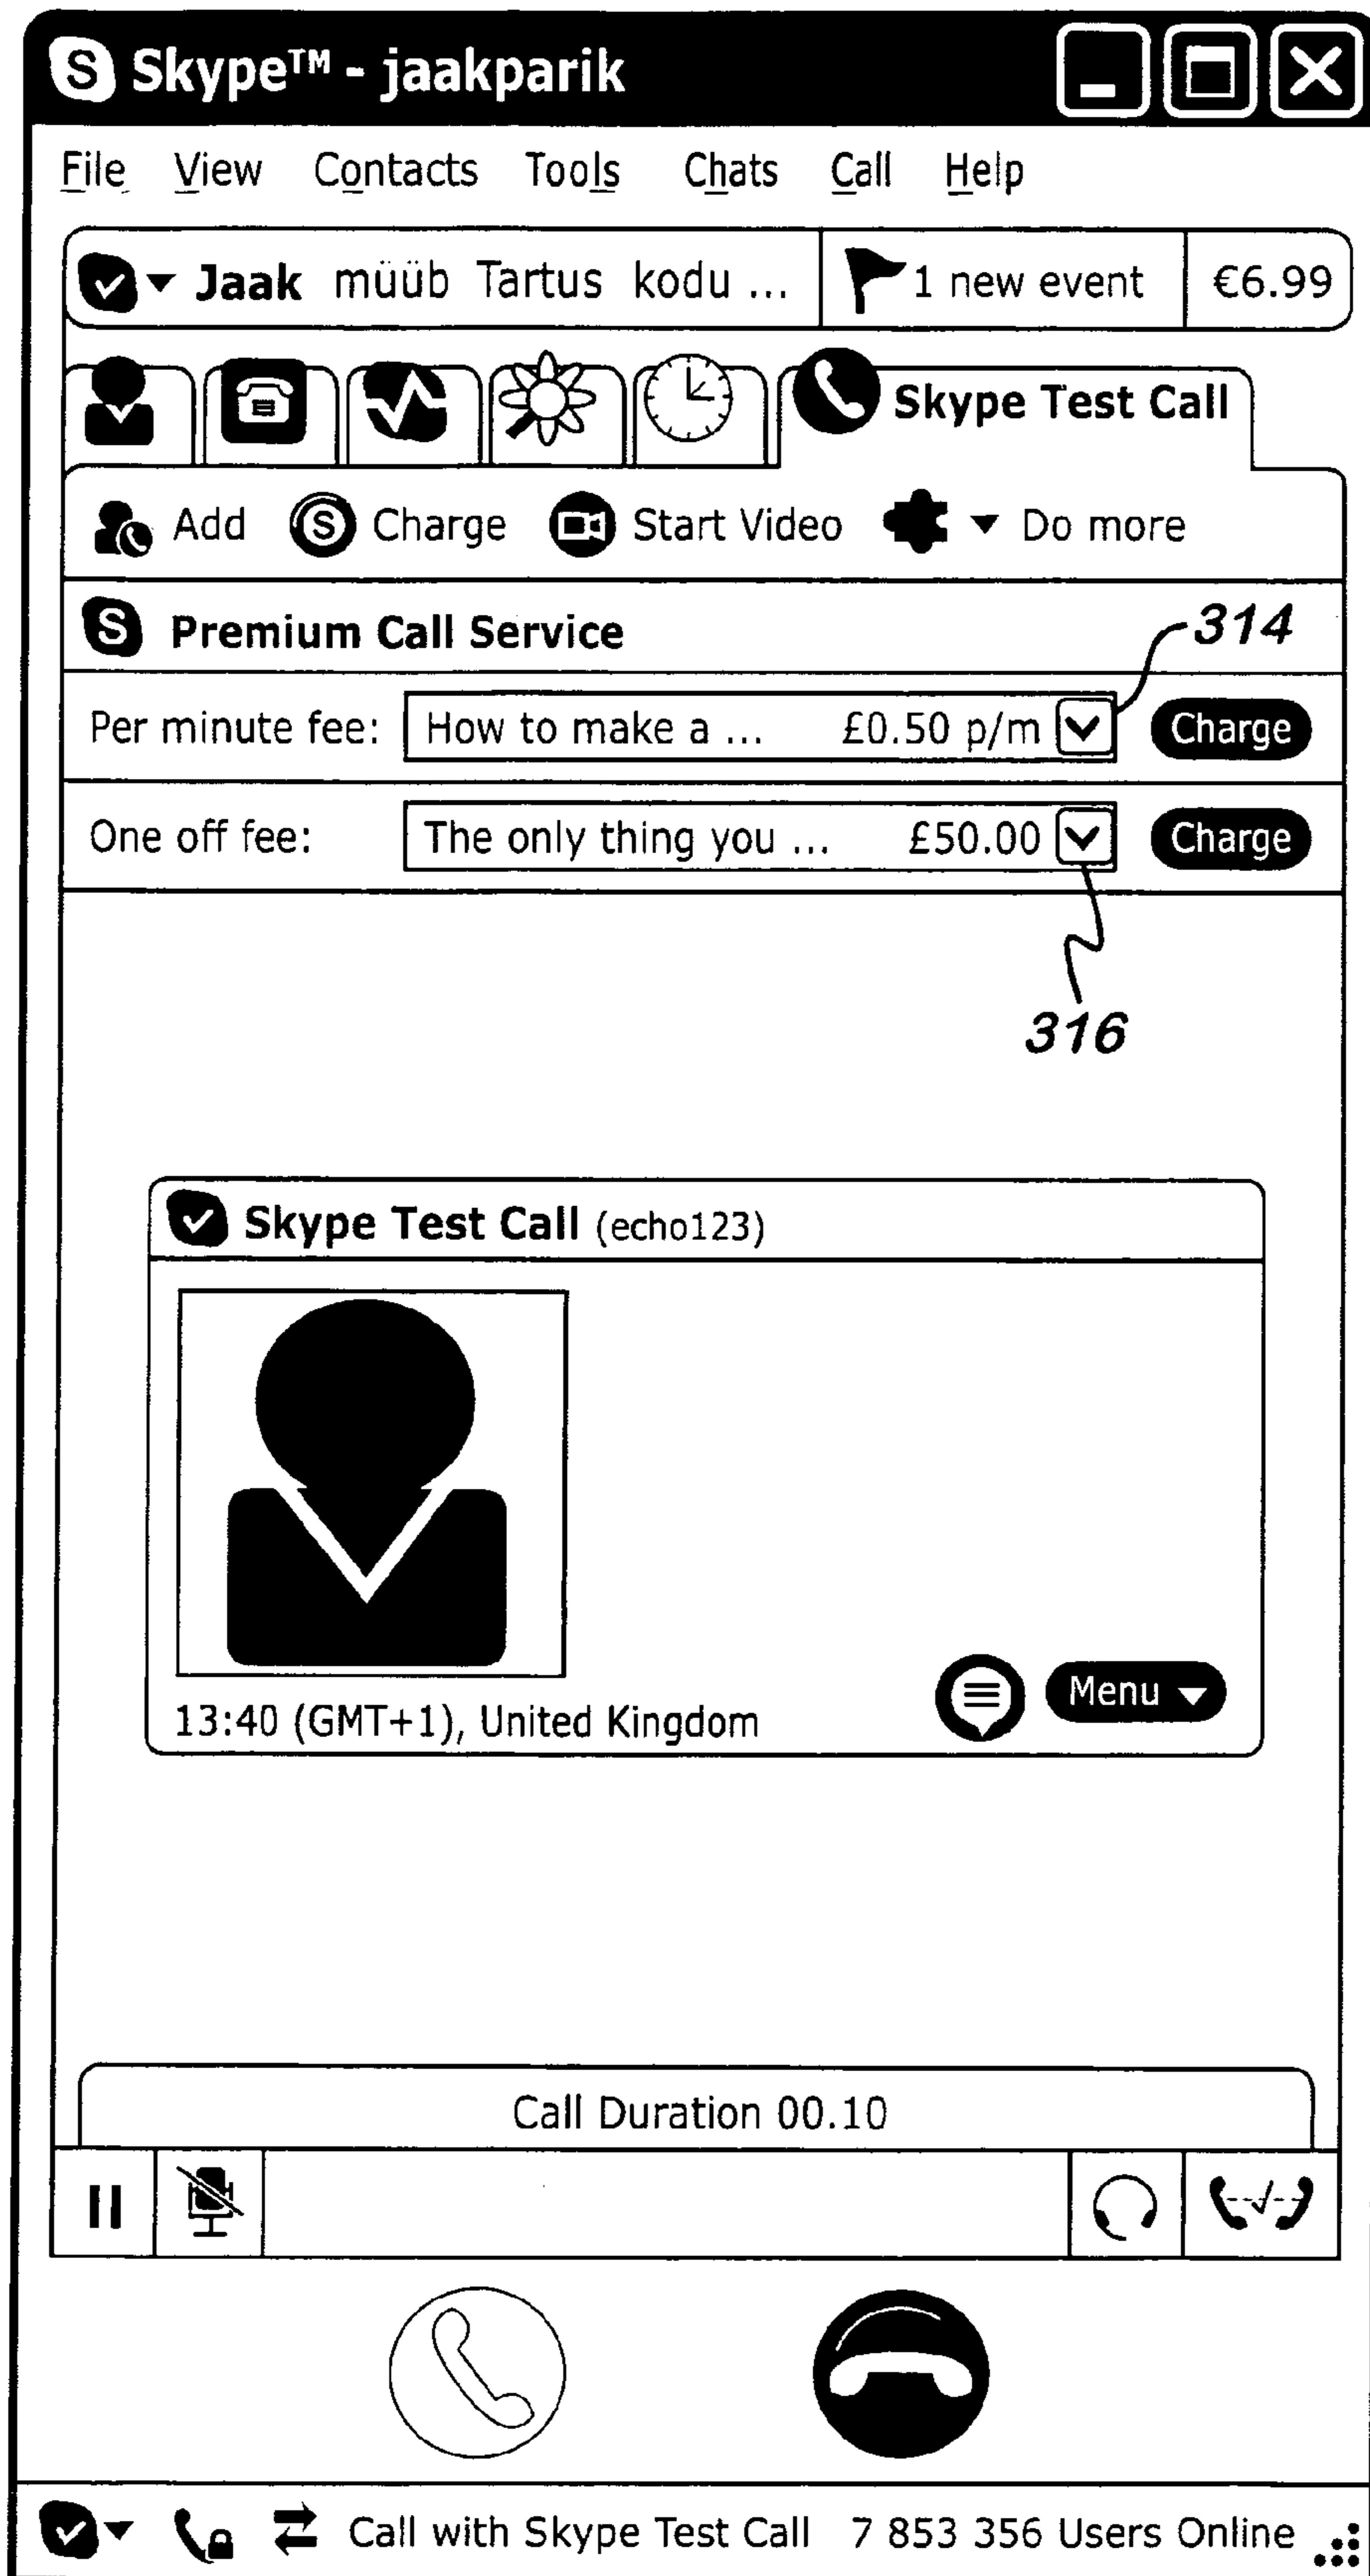 S Skype™ - jaakparik
File View Contacts Tools Chats Call Help
Jaak müüb Tartus kodu ... 1 new event €6.99
Skype Test Call
Add S Charge Start Video Do more
S Premium Call Service
314
Per minute fee: How to make a ... £0.50 p/m Charge
One off fee: The only thing you ... £50.00 Charge
316
Skype Test Call (echo123)
13:40 (GMT+1), United Kingdom Menu
Call Duration 00.10
Call with Skype Test Call 7 853 356 Users Online